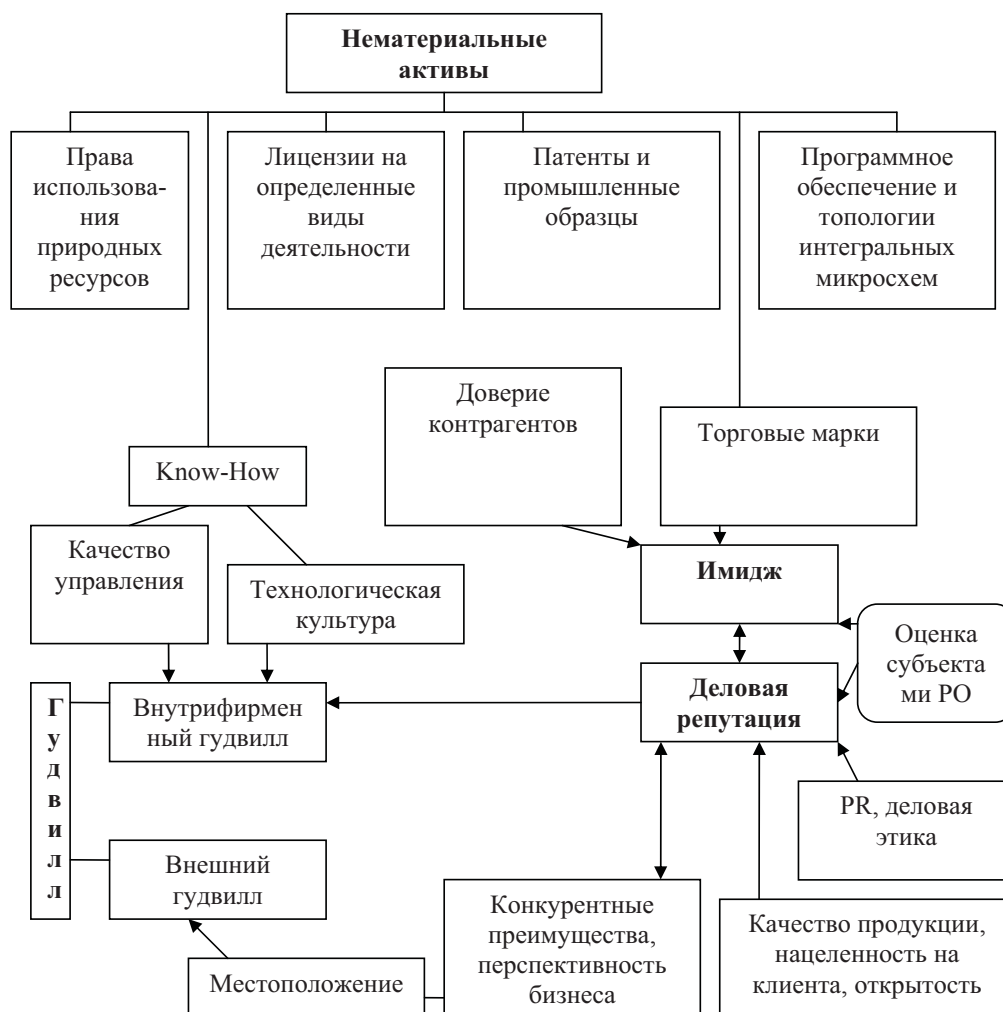 Нематериальные
активы
Права
использова-
ния
природных
ресурсов
Лицензии на
определенные
виды
деятельности
Патенты и
промышленные
образцы
Программное
обеспечение и
топологии
интегральных
микросхем
Доверие
контрагентов
Торговые марки
Know-How
Качество
управления
Технологическая
культура
Имидж
Оценка
субъекта
ми РО
Деловая
репутация
Внутрифирмен
ный гудвилл
Гудвилл
PR, деловая
этика
Внешний
гудвилл
Конкурентные
преимущества,
перспективность
бизнеса
Качество продукции,
нацеленность на
клиента, открытость
Местоположение